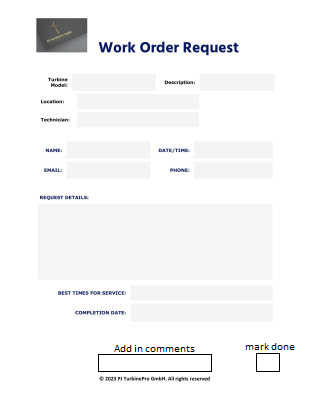 Work Order Request
Turbine Model:
Description:
Location:
Technician:
NAME:
DATE/TIME:
EMAIL:
PHONE:
REQUEST DETAILS:
BEST TIMES FOR SERVICE:
COMPLETION DATE:
Add in comments
mark done
© 2023 PJ TurbinePro GmbH. All rights reserved